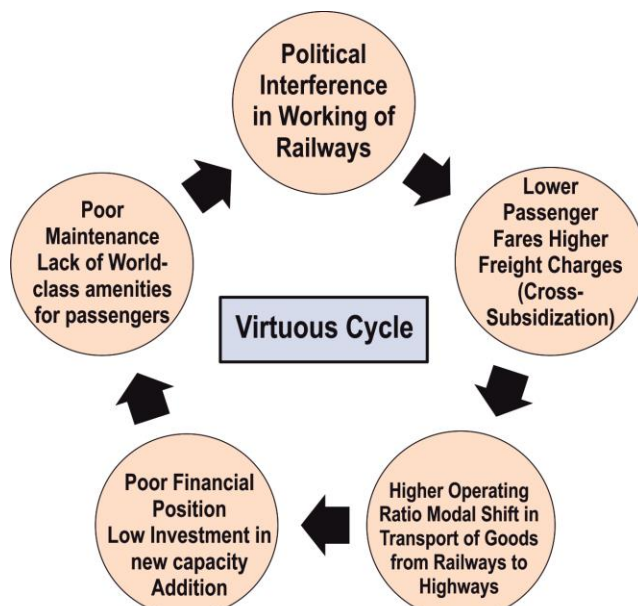 Political
Interference
in Working of
Railways
Lower
Passenger
Fares Higher
Freight Charges
(Cross-
Subsidization)
Higher Operating
Ratio Modal Shift in
Transport of Goods
from Railways to
Highways
Poor Financial
Position
Low Investment in
new capacity
Addition
Poor
Maintenance
Lack of World-
class amenities
for passengers
Virtuous Cycle